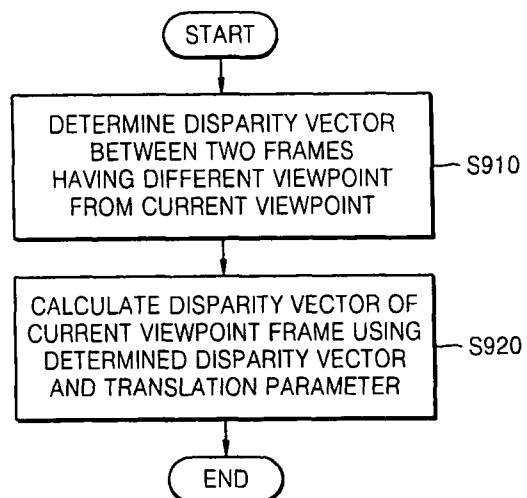 START
DETERMINE DISPARITY VECTOR
BETWEEN TWO FRAMES
HAVING DIFFERENT VIEWPOINT
FROM CURRENT VIEWPOINT
S910
CALCULATE DISPARITY VECTOR OF
CURRENT VIEWPOINT FRAME USING
DETERMINED DISPARITY VECTOR
AND TRANSLATION PARAMETER
S920
END